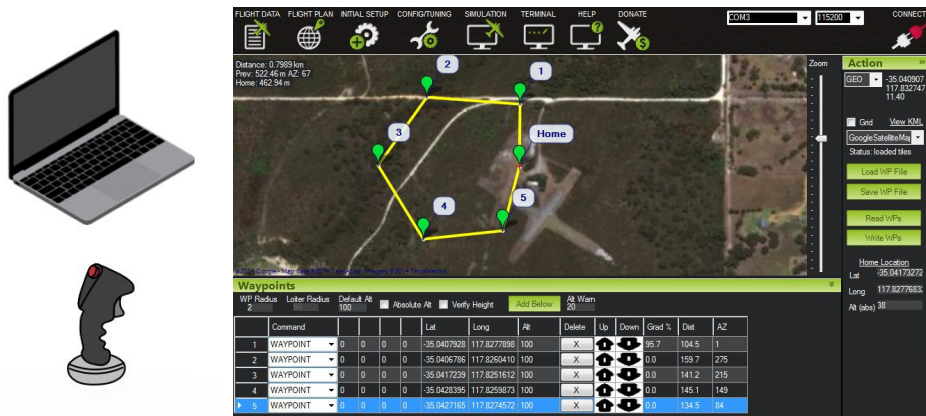 FLIGHT DATA FLIGHT PLAN INITIAL SETUP CONFIG/TUNING SIMULATION TERMINAL HELP DONATE COM3 115200 CONNECT
Distance: 0.7989 km
Prev: 522.46 m AZ: 67
Home: 462.94 m
2
1
3
Home
4
5
Zoom
Action
GEO -35.040907
117.832747
11.40
Grid View KML
GoogleSatelliteMap
Status: loaded tiles
Load WP File
Save WP File
Read WPs
Write WPs
Home Location
Lat -35.04173272
Long 117.8277683
Alt (abs) 38
Waypoints
WP Radius Loiter Radius Default Alt Absolute Alt Verify Height Add Below Alt Warn
2 100 20
Command Lat Long Alt Delete Up Down Grad % Dist AZ
1 WAYPOINT 0 0 0 0 -35.0407928 117.8277898 100 X 95.7 104.5 1
2 WAYPOINT 0 0 0 0 -35.0406786 117.8260410 100 X 0.0 159.7 275
3 WAYPOINT 0 0 0 0 -35.0417239 117.8251612 100 X 0.0 141.2 215
4 WAYPOINT 0 0 0 0 -35.0428395 117.8259873 100 X 0.0 145.1 149
5 WAYPOINT 0 0 0 0 -35.0427165 117.8274572 100 X 0.0 134.5 84